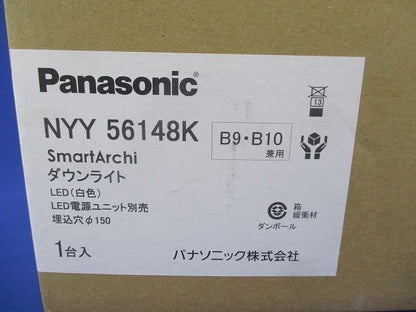 Panasonic®
NYY 56148K
B9・B10
兼用
SmartArchi
ダウンライト
LED(白色)
LED電源ユニット別売
埋込穴φ150
1台入
13
箱
緩衝材
ダンボール
パナソニック株式会社